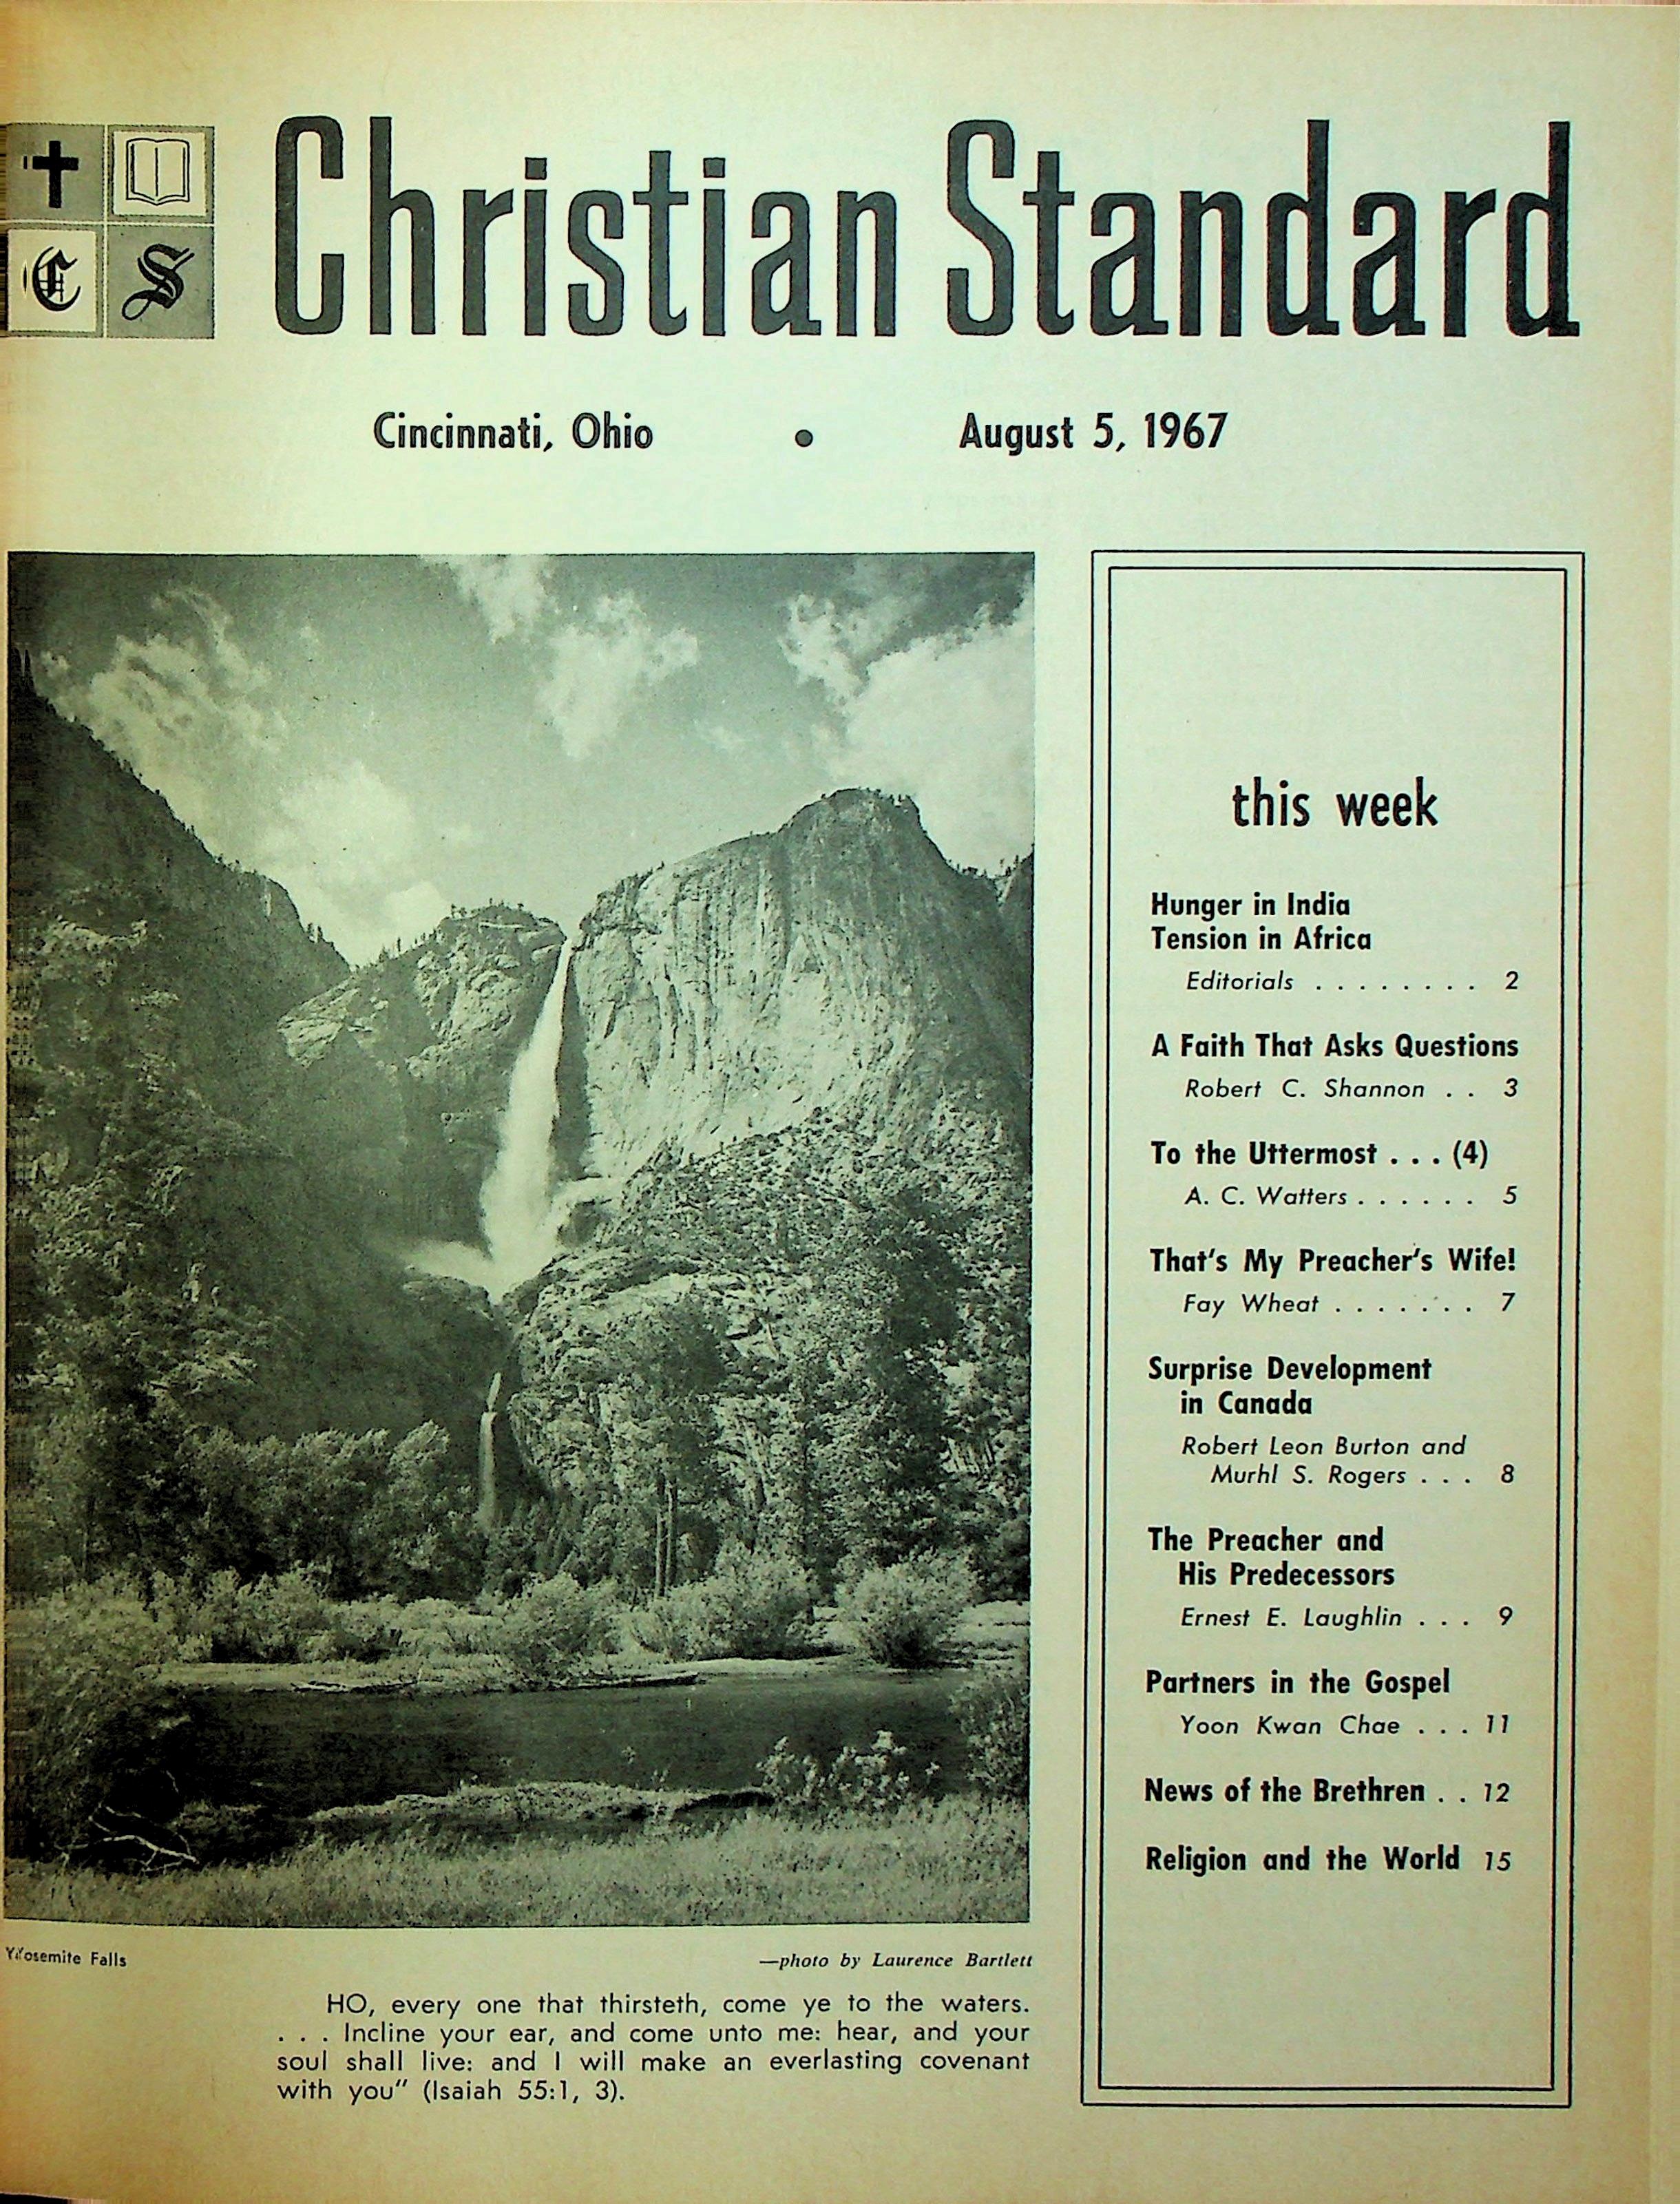 C S
Christian Standard
Cincinnati, Ohio • August 5, 1967
this week
Hunger in India
Tension in Africa
Editorials . . . . . . . . 2
A Faith That Asks Questions
Robert C. Shannon . . 3
To the Uttermost . . . (4)
A. C. Watters . . . . . . 5
That's My Preacher's Wife!
Fay Wheat . . . . . . . 7
Surprise Development
in Canada
Robert Leon Burton and
Murhl S. Rogers . . . 8
The Preacher and
His Predecessors
Ernest E. Laughlin . . . 9
Partners in the Gospel
Yoon Kwan Chae . . . 11
News of the Brethren . . 12
Religion and the World 15
Yosemite Falls
—photo by Laurence Bartlett
HO, every one that thirsteth, come ye to the waters.
. . . Incline your ear, and come unto me: hear, and your
soul shall live: and I will make an everlasting covenant
with you" (Isaiah 55:1, 3).